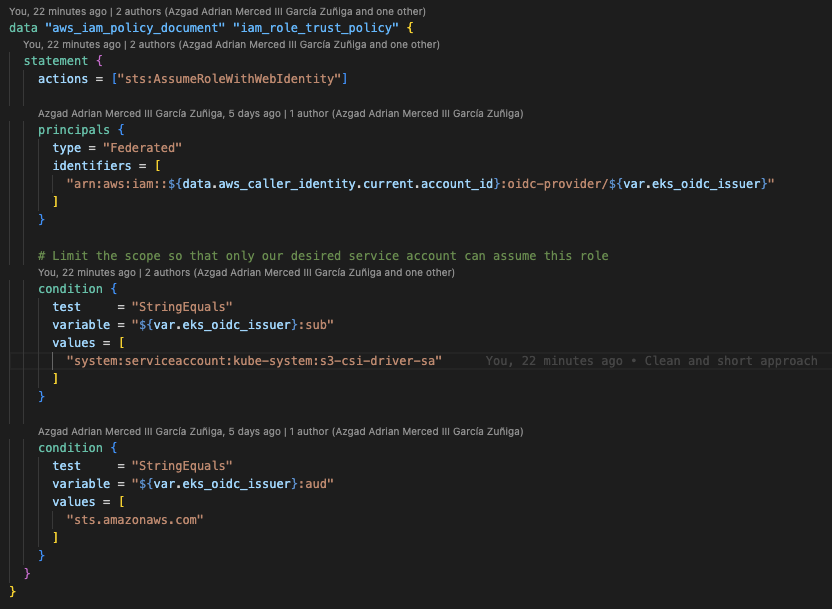 You, 22 minutes ago | 2 authors (Azgad Adrian Merced III García Zuñiga and one other)
data "aws_iam_policy_document" "iam_role_trust_policy" {
You, 22 minutes ago | 2 authors (Azgad Adrian Merced III García Zuñiga and one other)
statement {
actions = ["sts:AssumeRoleWithWebIdentity"]
Azgad Adrian Merced III García Zuñiga, 5 days ago | 1 author (Azgad Adrian Merced III García Zuñiga)
principals {
type = "Federated"
identifiers = [
"arn:aws:iam::${data.aws_caller_identity.current.account_id}:oidc-provider/${var.eks_oidc_issuer}"
]
}
# Limit the scope so that only our desired service account can assume this role
You, 22 minutes ago | 2 authors (Azgad Adrian Merced III García Zuñiga and one other)
condition {
test     = "StringEquals"
variable = "${var.eks_oidc_issuer}:sub"
values = [
"system:serviceaccount:kube-system:s3-csi-driver-sa" You, 22 minutes ago • Clean and short approach
]
}
Azgad Adrian Merced III García Zuñiga, 5 days ago | 1 author (Azgad Adrian Merced III García Zuñiga)
condition {
test     = "StringEquals"
variable = "${var.eks_oidc_issuer}:aud"
values = [
"sts.amazonaws.com"
]
}
}
}